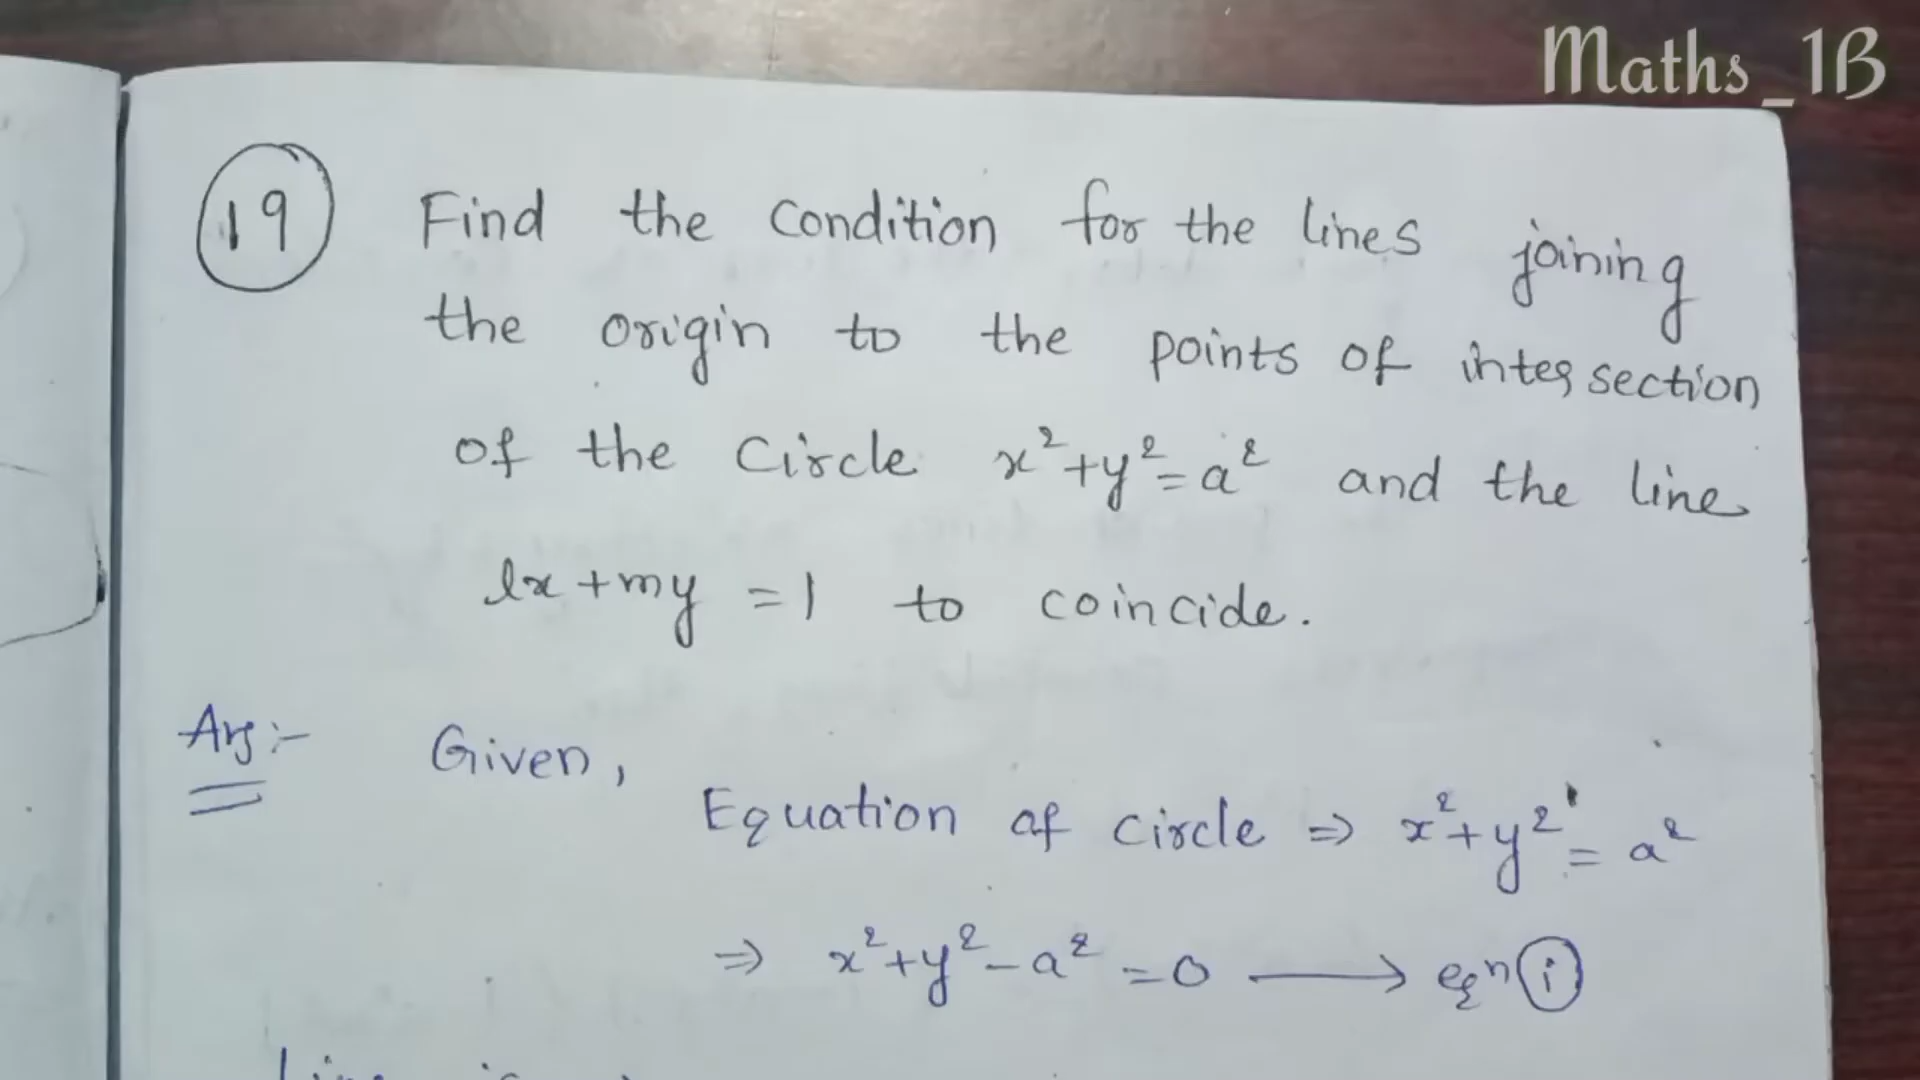 Maths_1B
19 Find the condition for the lines joining
the origin to the points of intersection
of the circle x²+y²=a² and the line
lx+my=1 to coincide.
Ans:- Given,
Equation of circle ⇒ x²+y²=a²
⇒ x²+y²-a²=0 ⟶ eqn (i)